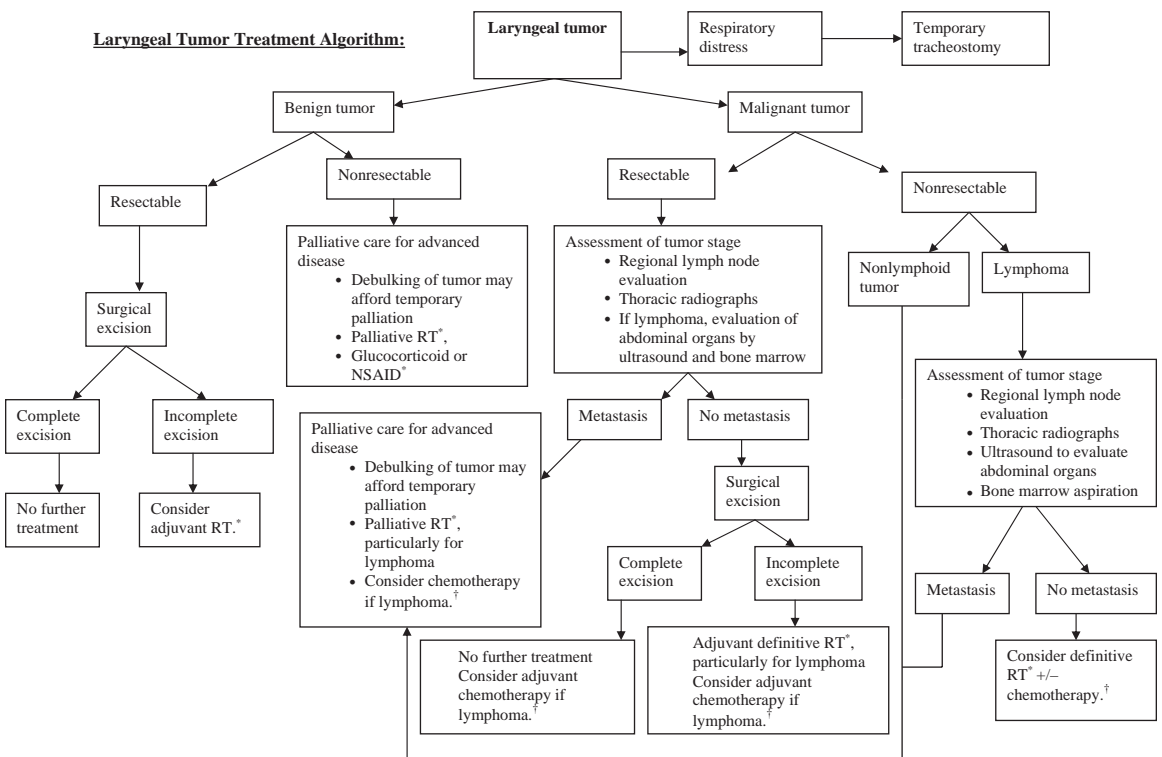 Laryngeal Tumor Treatment Algorithm:
Laryngeal tumor
Respiratory
distress
Temporary
tracheostomy
Benign tumor
Malignant tumor
Resectable
Nonresectable
Resectable
Nonresectable
Surgical
excision
Palliative care for advanced
disease
• Debulking of tumor may
afford temporary
palliation
• Palliative RT*,
• Glucocorticoid or
NSAID*
Assessment of tumor stage
• Regional lymph node
evaluation
• Thoracic radiographs
• If lymphoma, evaluation of
abdominal organs by
ultrasound and bone marrow
Nonlymphoid
tumor
Lymphoma
Assessment of tumor stage
• Regional lymph node
evaluation
• Thoracic radiographs
• Ultrasound to evaluate
abdominal organs
• Bone marrow aspiration
Complete
excision
Incomplete
excision
No further
treatment
Consider
adjuvant RT.*
Palliative care for advanced
disease
• Debulking of tumor may
afford temporary
palliation
• Palliative RT*,
particularly for
lymphoma
• Consider chemotherapy
if lymphoma.†
Metastasis
No metastasis
Surgical
excision
Complete
excision
Incomplete
excision
No further treatment
Consider adjuvant
chemotherapy if
lymphoma.†
Adjuvant definitive RT*,
particularly for lymphoma
Consider adjuvant
chemotherapy if
lymphoma.†
Metastasis
No metastasis
Consider definitive
RT* +/–
chemotherapy.†